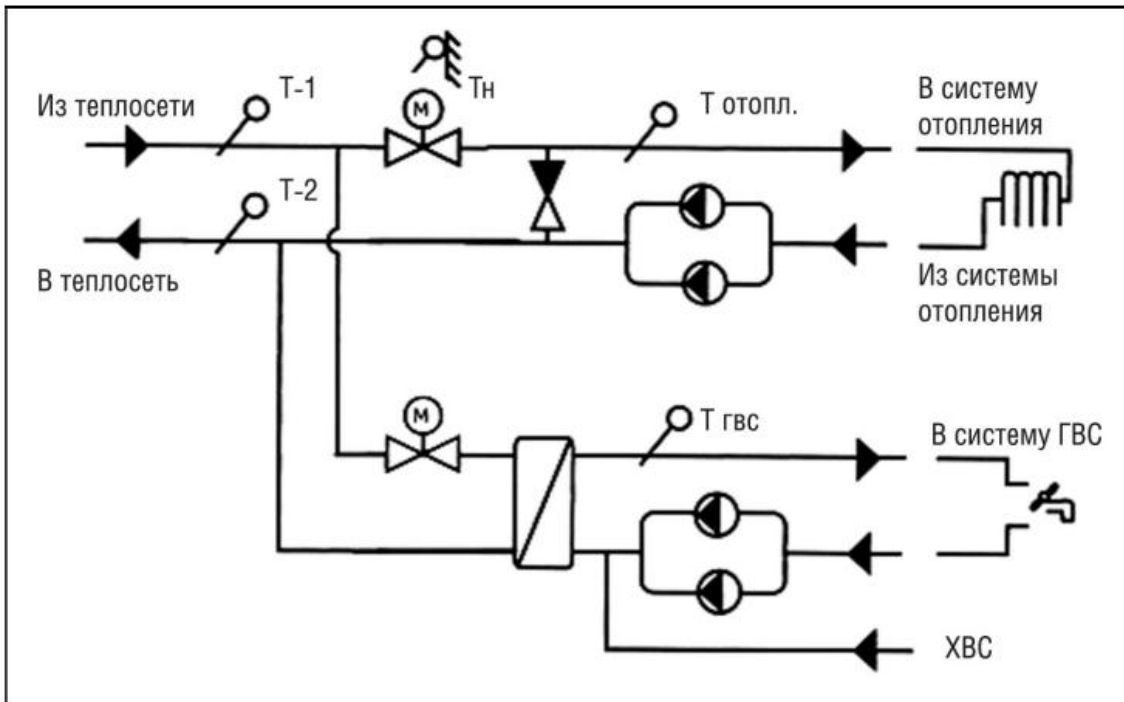 Из теплосети
Т-1
М
Тн
Т отопл.
В систему
отопления
Т-2
В теплосеть
Из системы
отопления
М
Т гвс
В систему ГВС
ХВС